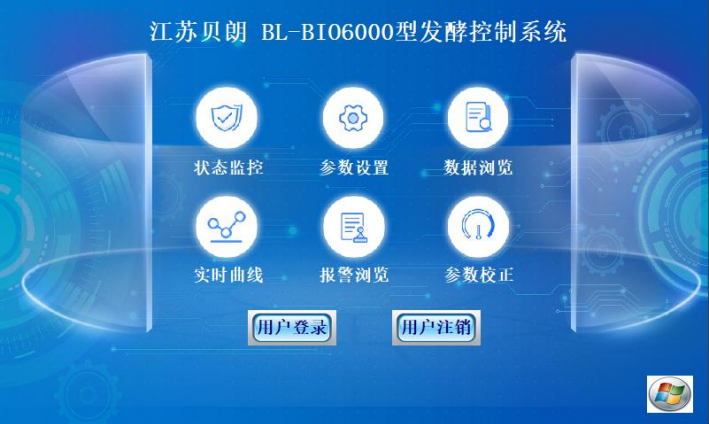 江苏贝朗 BL-BIO6000型发酵控制系统
状态监控 参数设置 数据浏览
实时曲线 报警浏览 参数校正
用户登录 用户注销